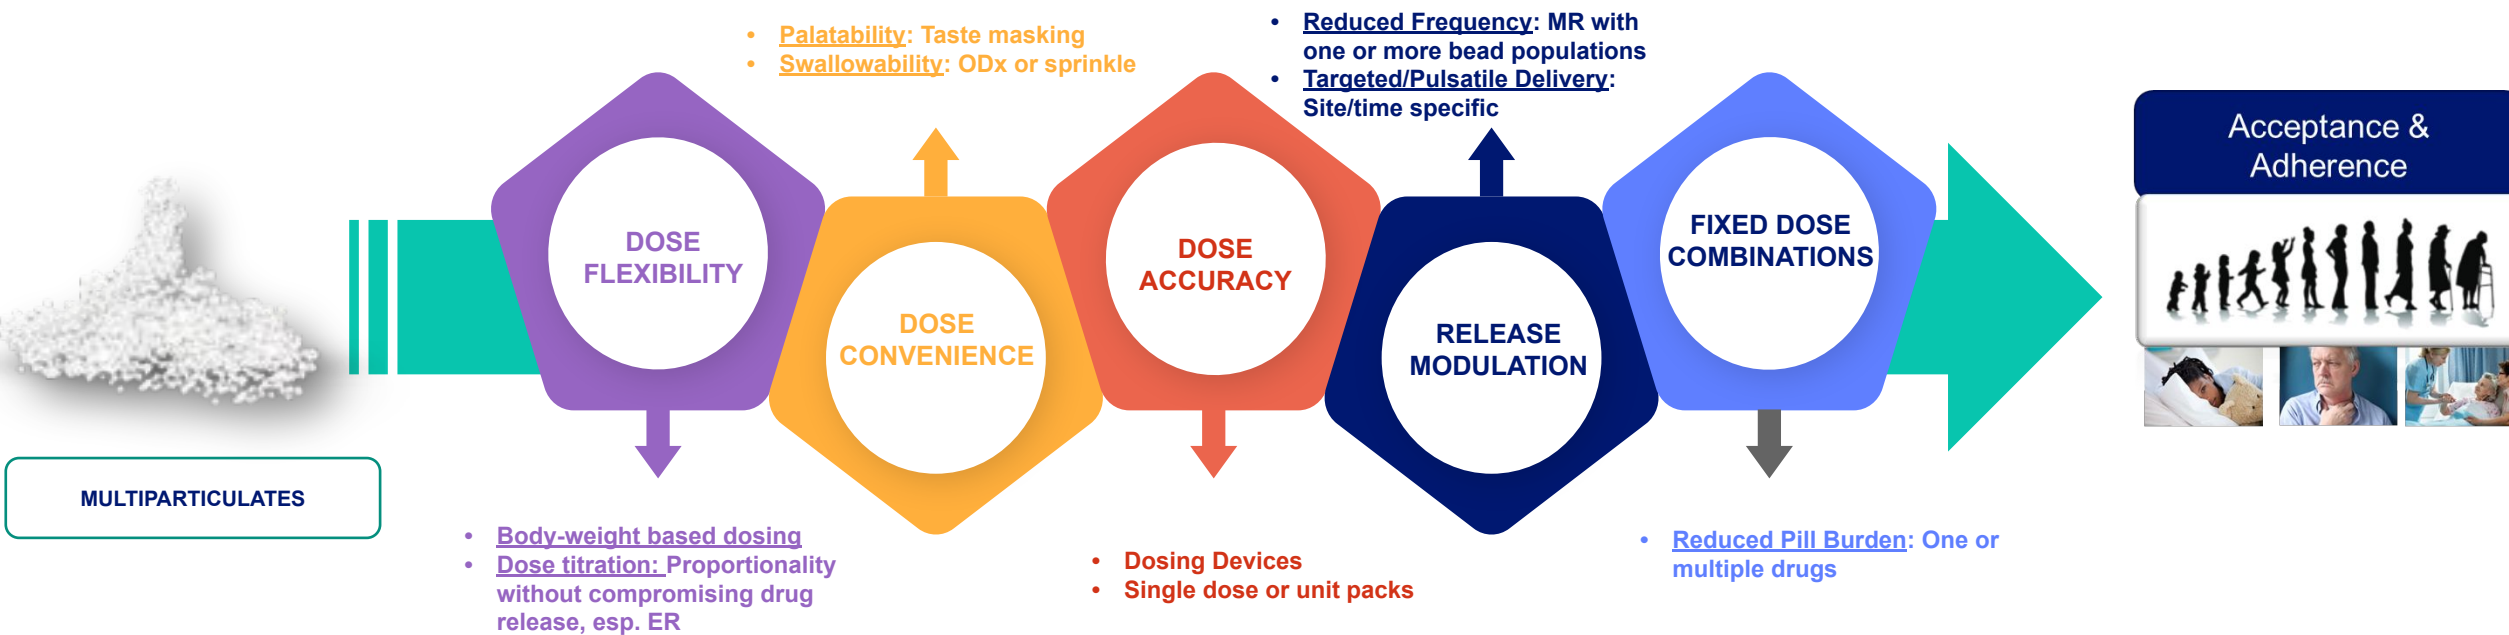 • Palatability: Taste masking
• Swallowability: ODx or sprinkle
• Reduced Frequency: MR with
one or more bead populations
• Targeted/Pulsatile Delivery:
Site/time specific
Acceptance &
Adherence
DOSE
FLEXIBILITY
DOSE
CONVENIENCE
DOSE
ACCURACY
RELEASE
MODULATION
FIXED DOSE
COMBINATIONS
MULTIPARTICULATES
• Body-weight based dosing
• Dose titration: Proportionality
without compromising drug
release, esp. ER
• Dosing Devices
• Single dose or unit packs
• Reduced Pill Burden: One or
multiple drugs